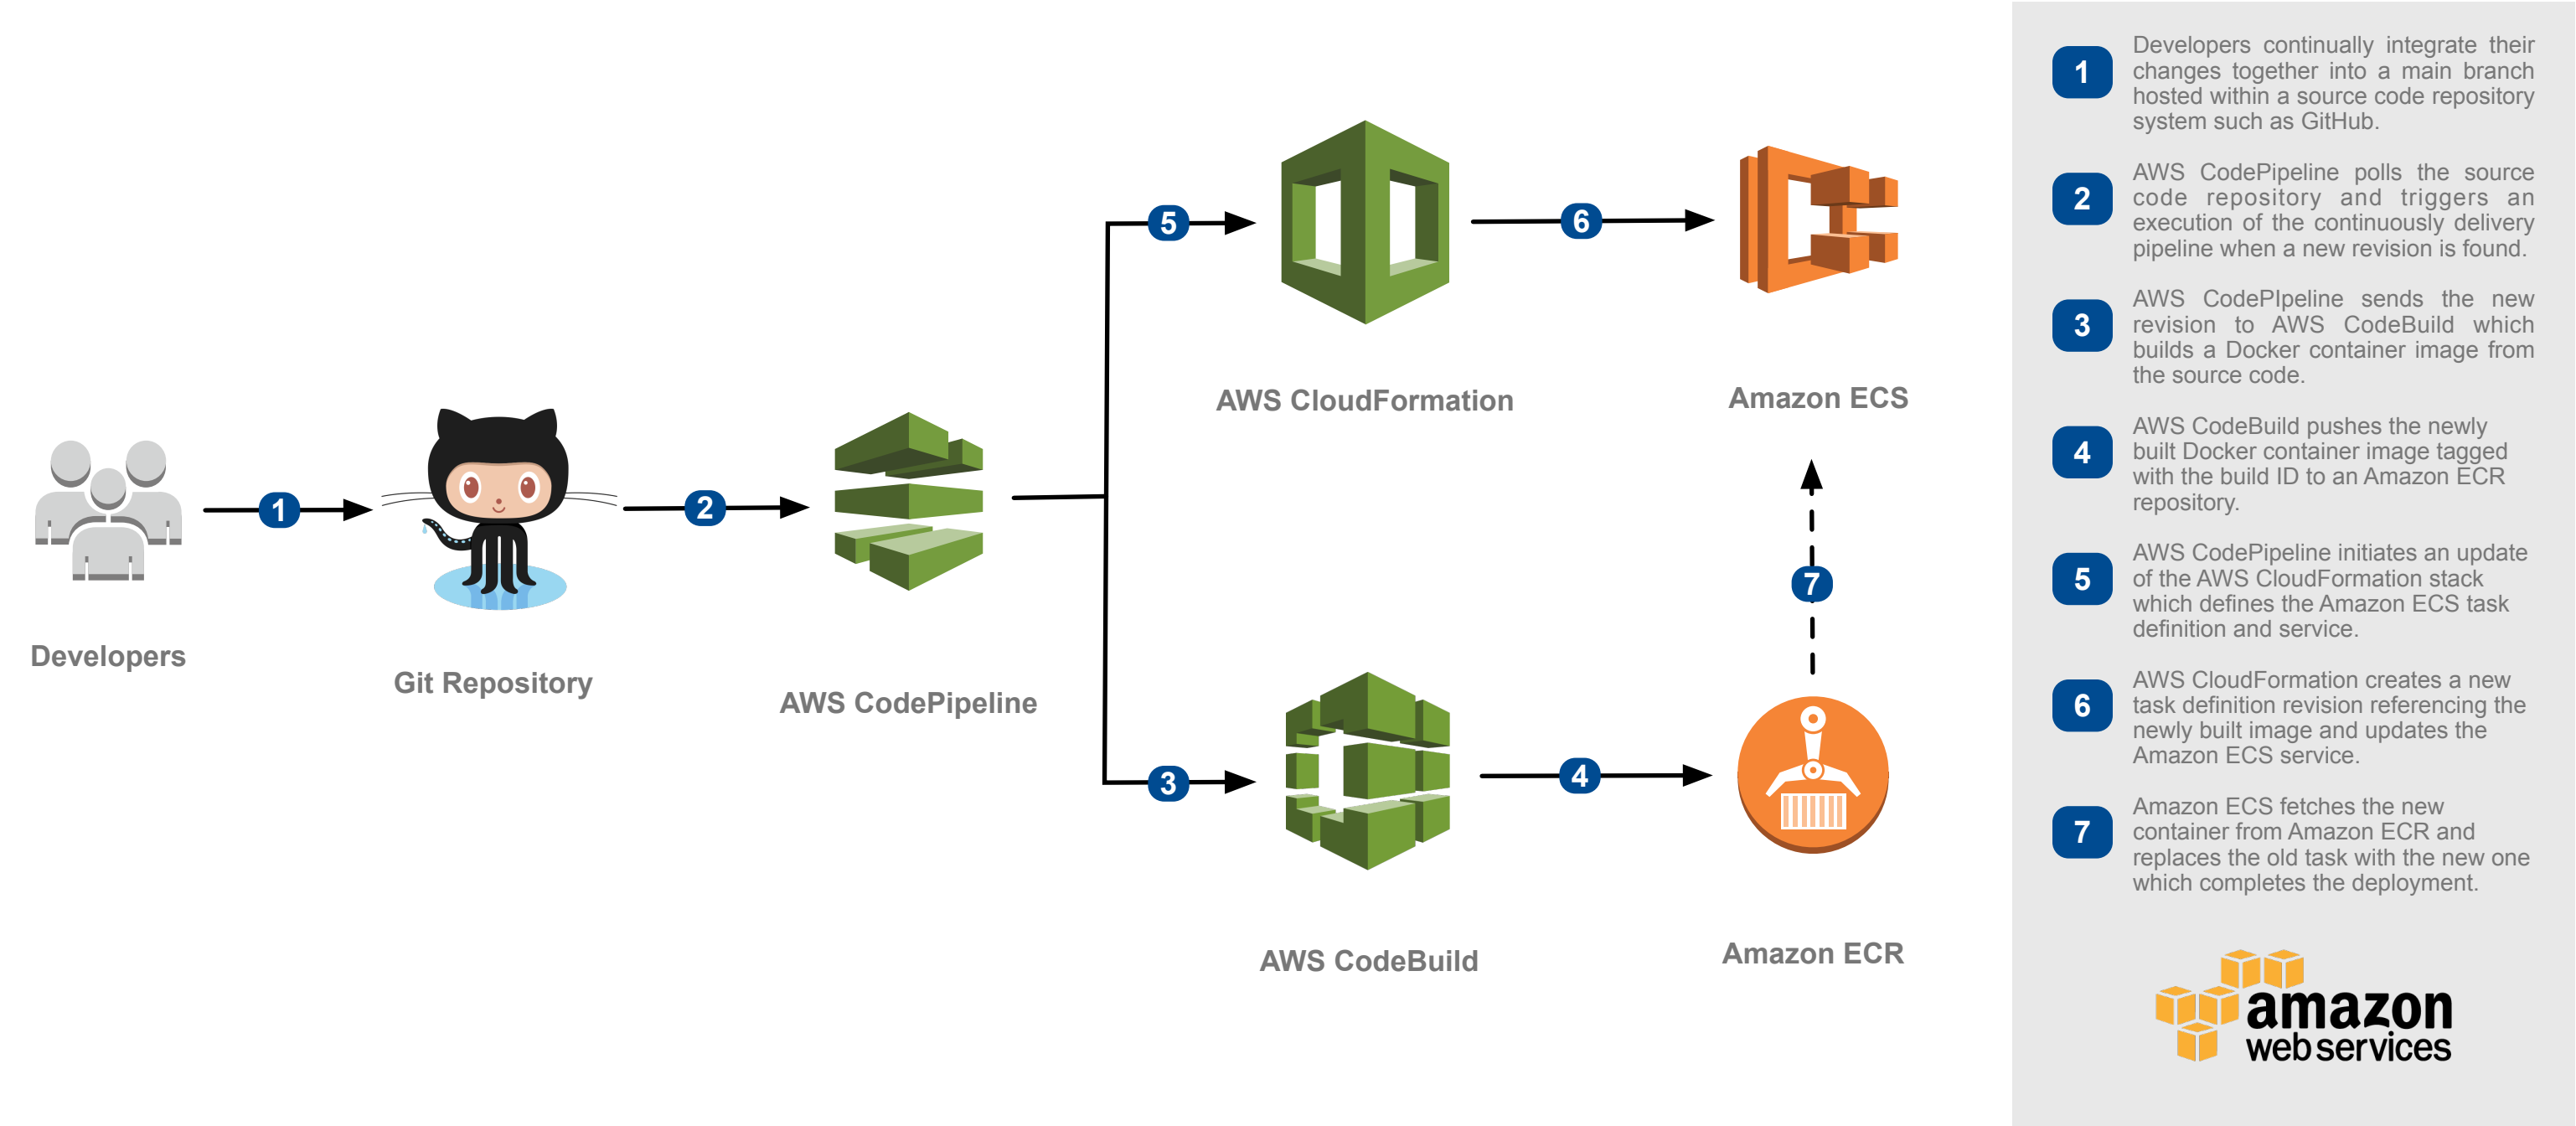 1
2
3
4
5
6
7
Developers
Git Repository
AWS CodePipeline
AWS CloudFormation
Amazon ECS
AWS CodeBuild
Amazon ECR
1
Developers continually integrate their
changes together into a main branch
hosted within a source code repository
system such as GitHub.
2
AWS CodePipeline polls the source
code repository and triggers an
execution of the continuously delivery
pipeline when a new revision is found.
3
AWS CodePIpeline sends the new
revision to AWS CodeBuild which
builds a Docker container image from
the source code.
4
AWS CodeBuild pushes the newly
built Docker container image tagged
with the build ID to an Amazon ECR
repository.
5
AWS CodePipeline initiates an update
of the AWS CloudFormation stack
which defines the Amazon ECS task
definition and service.
6
AWS CloudFormation creates a new
task definition revision referencing the
newly built image and updates the
Amazon ECS service.
7
Amazon ECS fetches the new
container from Amazon ECR and
replaces the old task with the new one
which completes the deployment.
amazon
web services